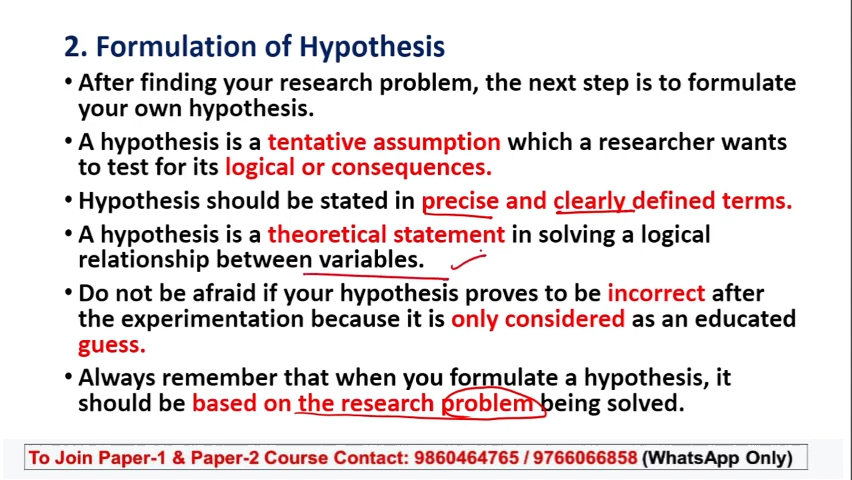 2. Formulation of Hypothesis
• After finding your research problem, the next step is to formulate
your own hypothesis.
• A hypothesis is a tentative assumption which a researcher wants
to test for its logical or consequences.
• Hypothesis should be stated in precise and clearly defined terms.
• A hypothesis is a theoretical statement in solving a logical
relationship between variables.
• Do not be afraid if your hypothesis proves to be incorrect after
the experimentation because it is only considered as an educated
guess.
• Always remember that when you formulate a hypothesis, it
should be based on the research problem being solved.
To Join Paper-1 & Paper-2 Course Contact: 9860464765 / 9766066858 (WhatsApp Only)